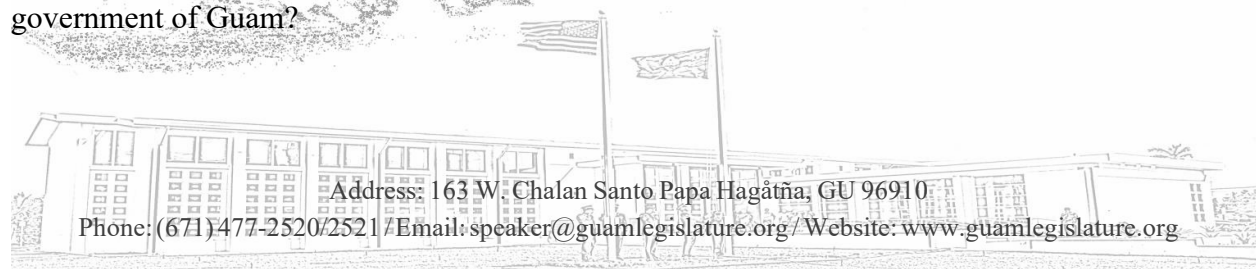 government of Guam?
Address: 163 W. Chalan Santo Papa Hagåtña, GU 96910
Phone: (671) 477-2520/2521 / Email: speaker@guamlegislature.org / Website: www.guamlegislature.org